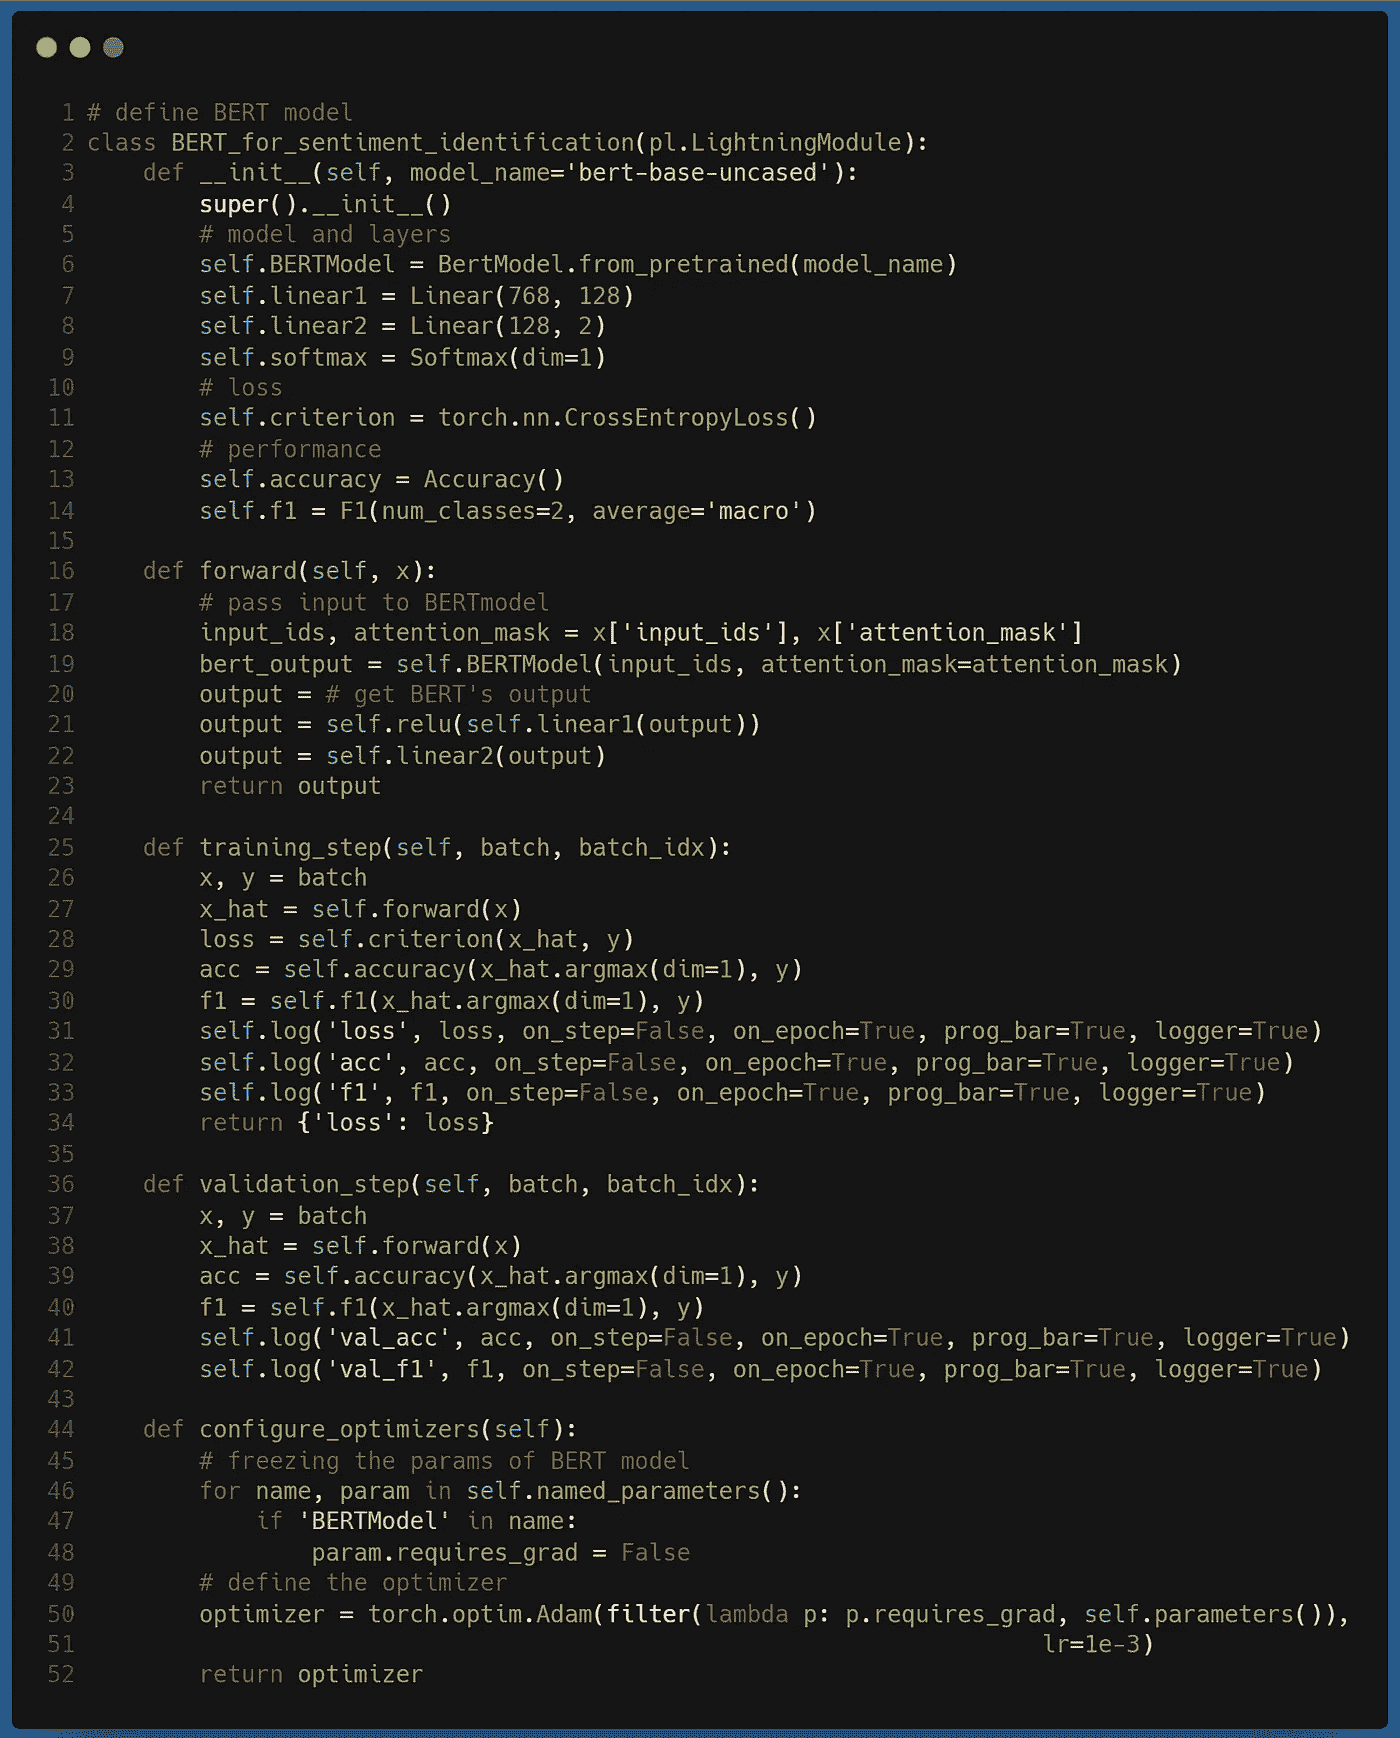 1 # define BERT model
2 class BERT_for_sentiment_identification(pl.LightningModule):
3     def __init__(self, model_name='bert-base-uncased'):
4         super().__init__()
5         # model and layers
6         self.BERTModel = BertModel.from_pretrained(model_name)
7         self.linear1 = Linear(768, 128)
8         self.linear2 = Linear(128, 2)
9         self.softmax = Softmax(dim=1)
10         # loss
11         self.criterion = torch.nn.CrossEntropyLoss()
12         # performance
13         self.accuracy = Accuracy()
14         self.f1 = F1(num_classes=2, average='macro')
15
16     def forward(self, x):
17         # pass input to BERTmodel
18         input_ids, attention_mask = x['input_ids'], x['attention_mask']
19         bert_output = self.BERTModel(input_ids, attention_mask=attention_mask)
20         output = # get BERT's output
21         output = self.relu(self.linear1(output))
22         output = self.linear2(output)
23         return output
24
25     def training_step(self, batch, batch_idx):
26         x, y = batch
27         x_hat = self.forward(x)
28         loss = self.criterion(x_hat, y)
29         acc = self.accuracy(x_hat.argmax(dim=1), y)
30         f1 = self.f1(x_hat.argmax(dim=1), y)
31         self.log('loss', loss, on_step=False, on_epoch=True, prog_bar=True, logger=True)
32         self.log('acc', acc, on_step=False, on_epoch=True, prog_bar=True, logger=True)
33         self.log('f1', f1, on_step=False, on_epoch=True, prog_bar=True, logger=True)
34         return {'loss': loss}
35
36     def validation_step(self, batch, batch_idx):
37         x, y = batch
38         x_hat = self.forward(x)
39         acc = self.accuracy(x_hat.argmax(dim=1), y)
40         f1 = self.f1(x_hat.argmax(dim=1), y)
41         self.log('val_acc', acc, on_step=False, on_epoch=True, prog_bar=True, logger=True)
42         self.log('val_f1', f1, on_step=False, on_epoch=True, prog_bar=True, logger=True)
43
44     def configure_optimizers(self):
45         # freezing the params of BERT model
46         for name, param in self.named_parameters():
47             if 'BERTModel' in name:
48                 param.requires_grad = False
49         # define the optimizer
50         optimizer = torch.optim.Adam(filter(lambda p: p.requires_grad, self.parameters()),
51                                                                     lr=1e-3)
52         return optimizer